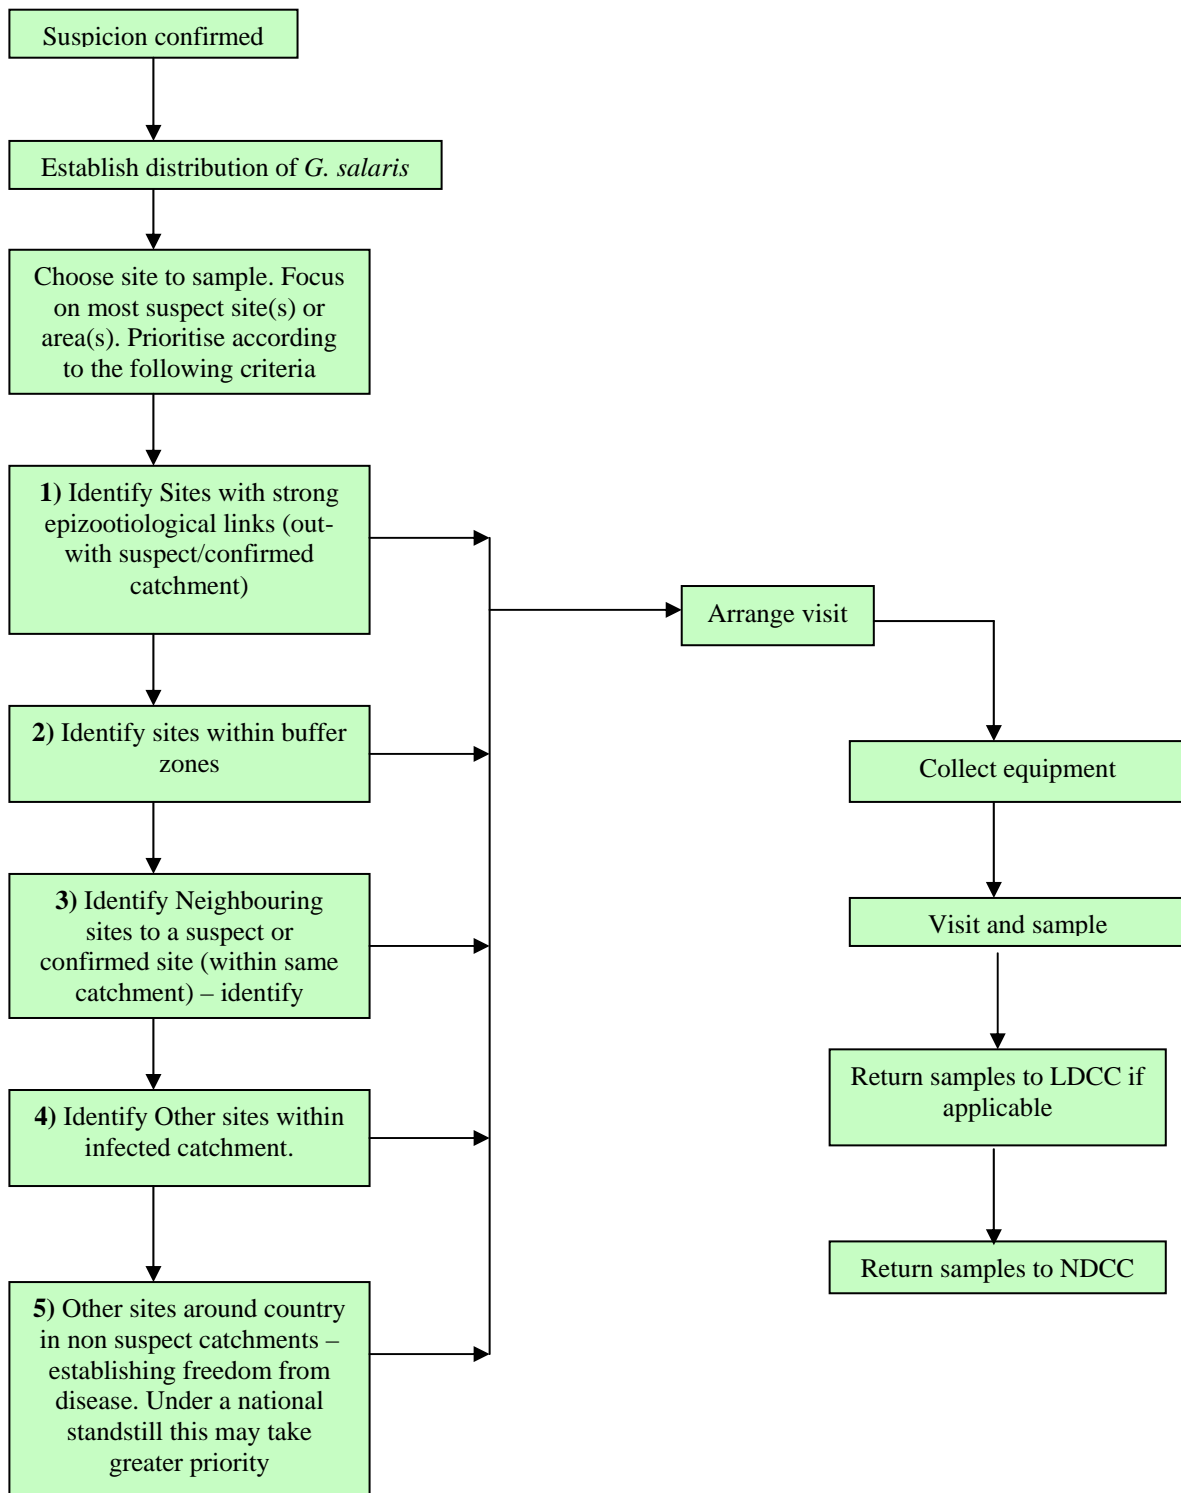 Suspicion confirmed
Establish distribution of G. salaris
Choose site to sample. Focus
on most suspect site(s) or
area(s). Prioritise according
to the following criteria
1) Identify Sites with strong
epizootiological links (out-
with suspect/confirmed
catchment)
2) Identify sites within buffer
zones
3) Identify Neighbouring
sites to a suspect or
confirmed site (within same
catchment) – identify
4) Identify Other sites within
infected catchment.
5) Other sites around country
in non suspect catchments –
establishing freedom from
disease. Under a national
standstill this may take
greater priority
Arrange visit
Collect equipment
Visit and sample
Return samples to LDCC if
applicable
Return samples to NDCC